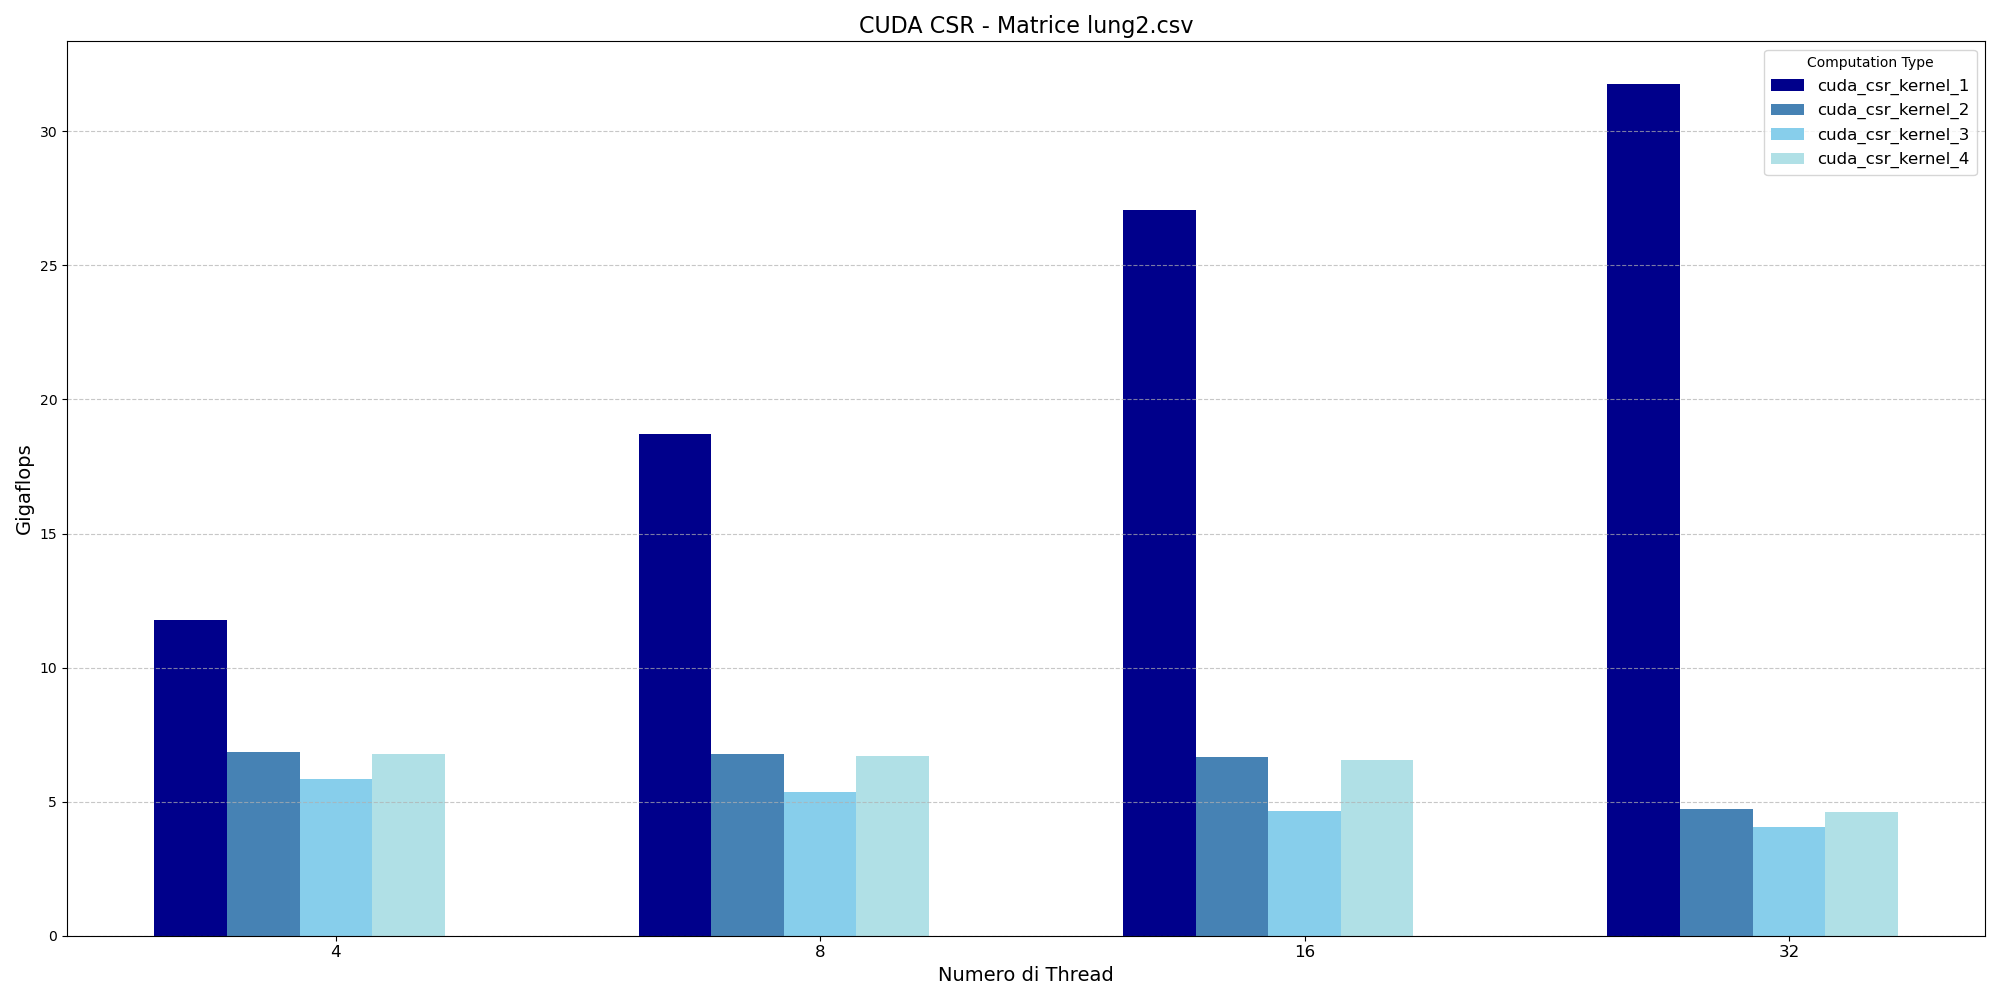 CUDA CSR - Matrice lung2.csv
Computation Type
cuda_csr_kernel_1
cuda_csr_kernel_2
cuda_csr_kernel_3
cuda_csr_kernel_4
Gigaflops
30
25
20
15
10
5
0
4 8 16 32
Numero di Thread